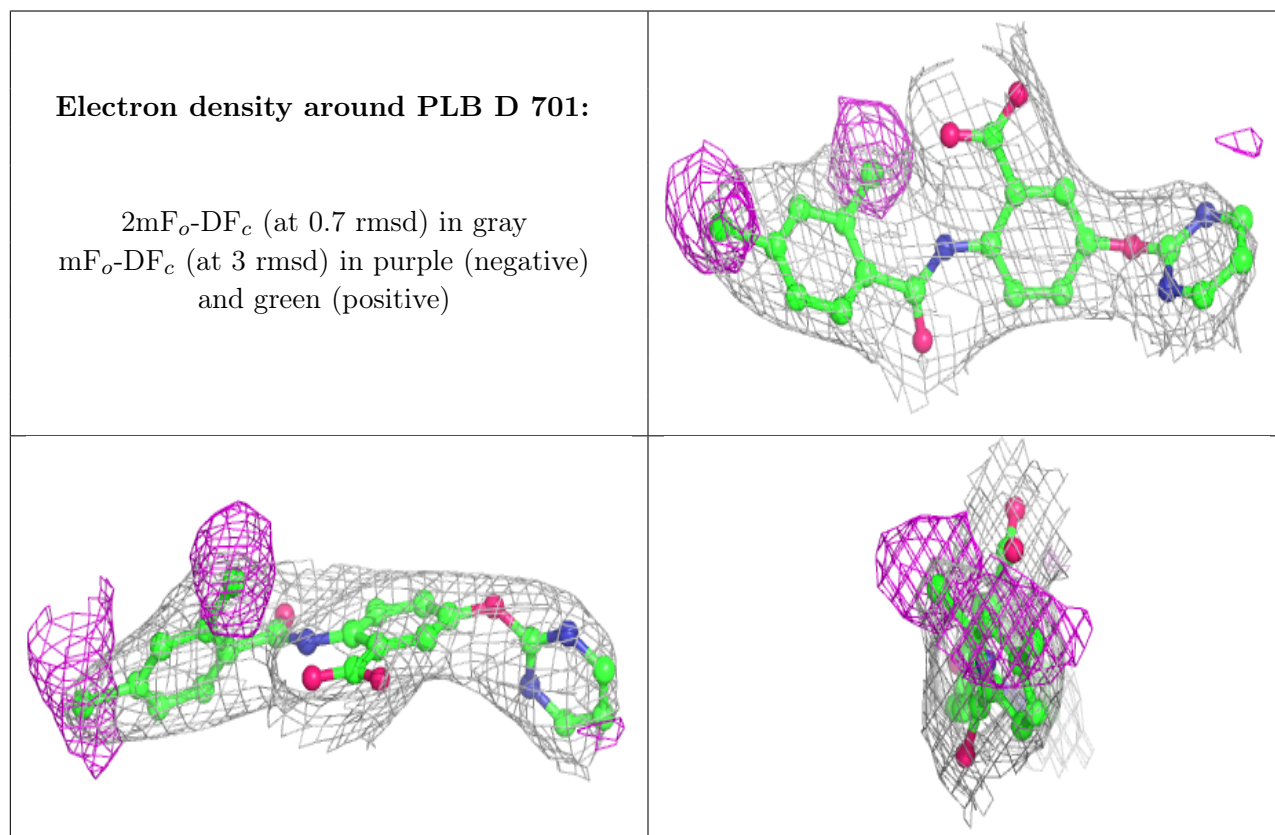 Electron density around PLB D 701:
2mFo-DFc (at 0.7 rmsd) in gray
mFo-DFc (at 3 rmsd) in purple (negative)
and green (positive)